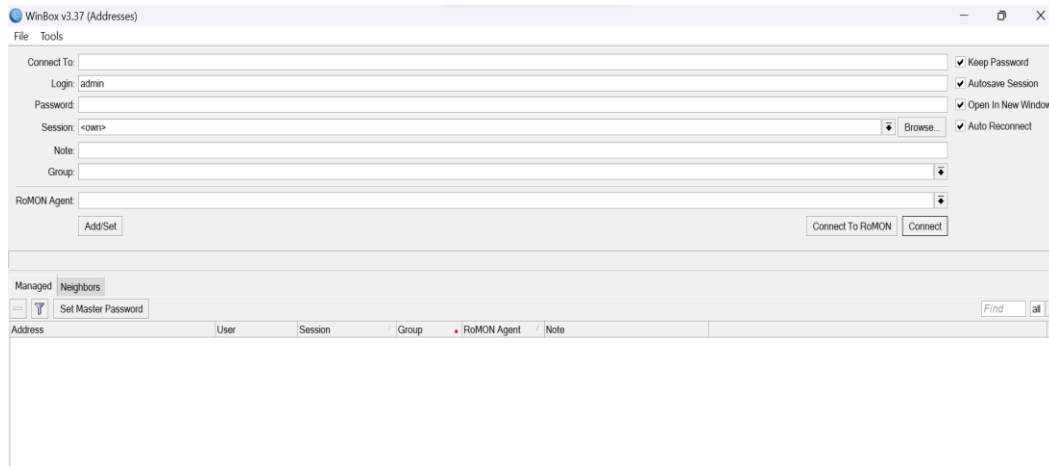 WinBox v3.37 (Addresses)
File Tools
Connect To: Keep Password
Login: admin Autosave Session
Password: Open In New Window
Session: <own> Browse... Auto Reconnect
Note:
Group:
RoMON Agent:
Add/Set Connect To RoMON Connect
Managed Neighbors
Set Master Password Find all
Address User Session Group RoMON Agent Note